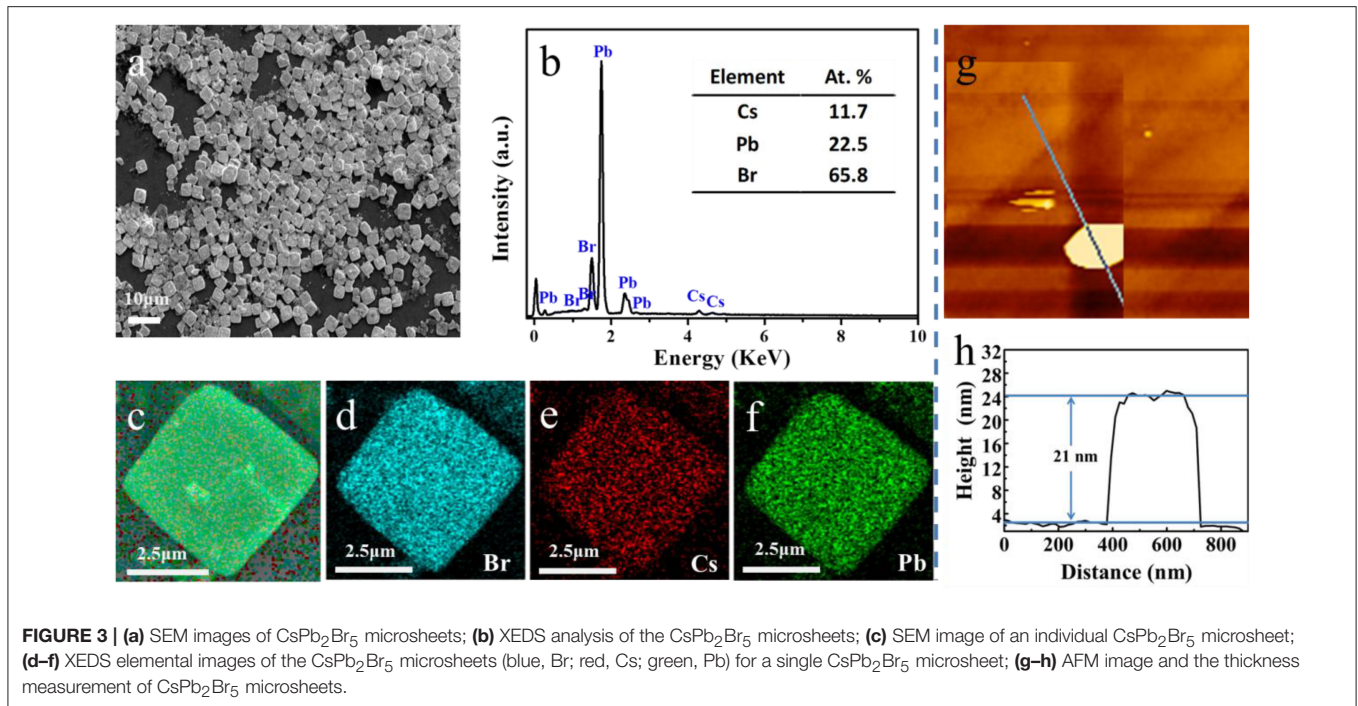 a
10μm
b
Pb
Br
Pb
Br
Br
Pb
Pb
Cs
Cs
Element At. %
Cs 11.7
Pb 22.5
Br 65.8
Intensity (a.u.)
0 2 4 6 8 10
Energy (KeV)
c
2.5μm
d
2.5μm
Br
e
2.5μm
Cs
f
2.5μm
Pb
g
h
32
28
24
20
16
12
8
4
Height (nm)
21 nm
0 200 400 600 800
Distance (nm)
FIGURE 3 | (a) SEM images of CsPb₂Br₅ microsheets; (b) XEDS analysis of the CsPb₂Br₅ microsheets; (c) SEM image of an individual CsPb₂Br₅ microsheet;
(d–f) XEDS elemental images of the CsPb₂Br₅ microsheets (blue, Br; red, Cs; green, Pb) for a single CsPb₂Br₅ microsheet; (g–h) AFM image and the thickness
measurement of CsPb₂Br₅ microsheets.